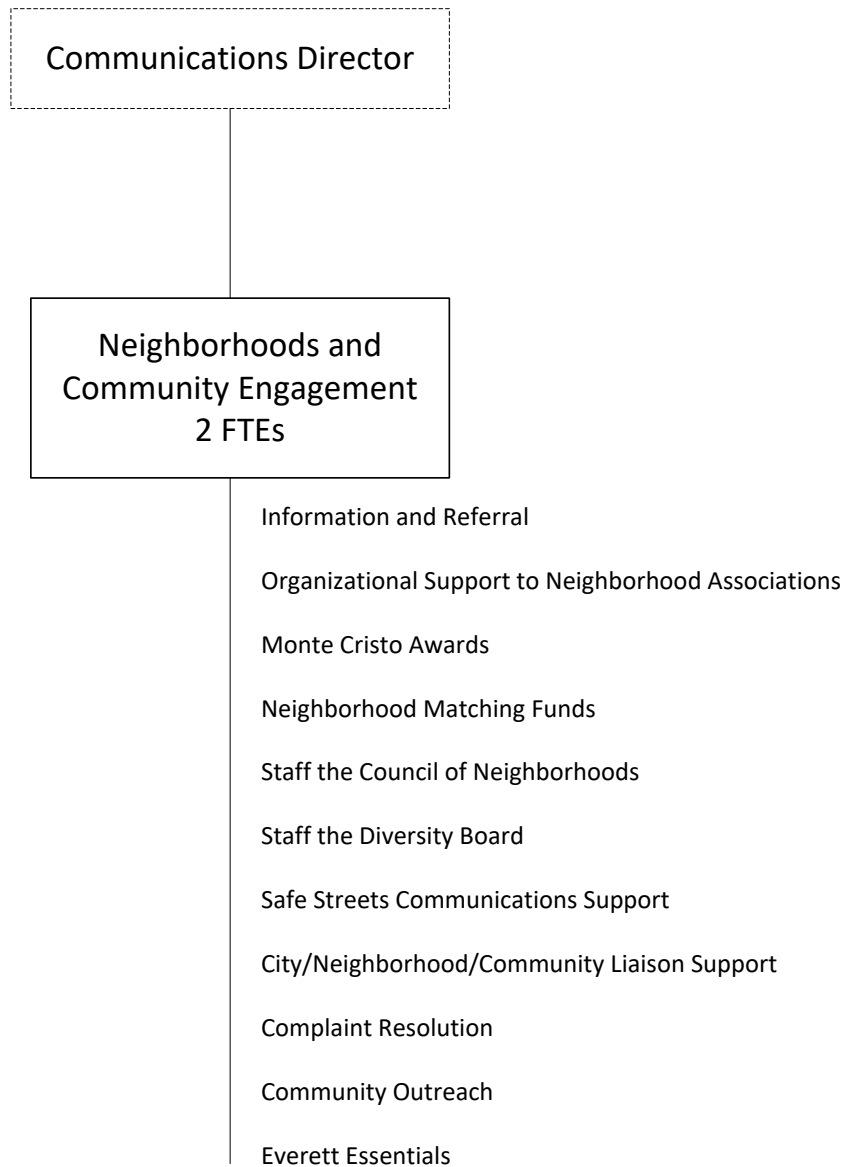 Communications Director
Neighborhoods and
Community Engagement
2 FTEs
Information and Referral
Organizational Support to Neighborhood Associations
Monte Cristo Awards
Neighborhood Matching Funds
Staff the Council of Neighborhoods
Staff the Diversity Board
Safe Streets Communications Support
City/Neighborhood/Community Liaison Support
Complaint Resolution
Community Outreach
Everett Essentials